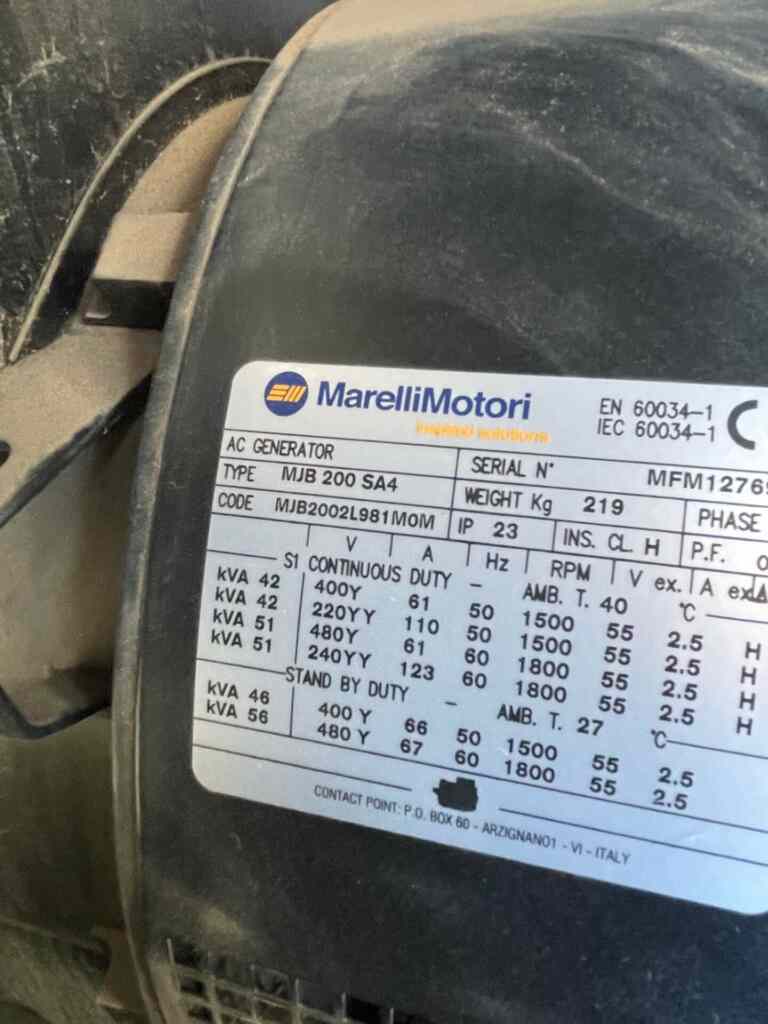 MarelliMotori
EN 60034-1
IEC 60034-1
AC GENERATOR
SERIAL N° MFM1276
TYPE MJB 200 SA4
WEIGHT Kg 219
PHASE
CODE MJB2002L981M0M
IP 23
INS. CL. H
P.F. 0
V A Hz RPM V ex. A ex
S1 CONTINUOUS DUTY - AMB. T. 40 °C
kVA 42 400Y 61 50 1500 55 2.5 H
kVA 42 220YY 110 50 1500 55 2.5 H
kVA 51 480Y 61 60 1800 55 2.5 H
kVA 51 240YY 123 60 1800 55 2.5 H
STAND BY DUTY - AMB. T. 27 °C
kVA 46 400 Y 66 50 1500 55 2.5
kVA 56 480 Y 67 60 1800 55 2.5
CONTACT POINT: P.O. BOX 60 - ARZIGNANO1 - VI - ITALY